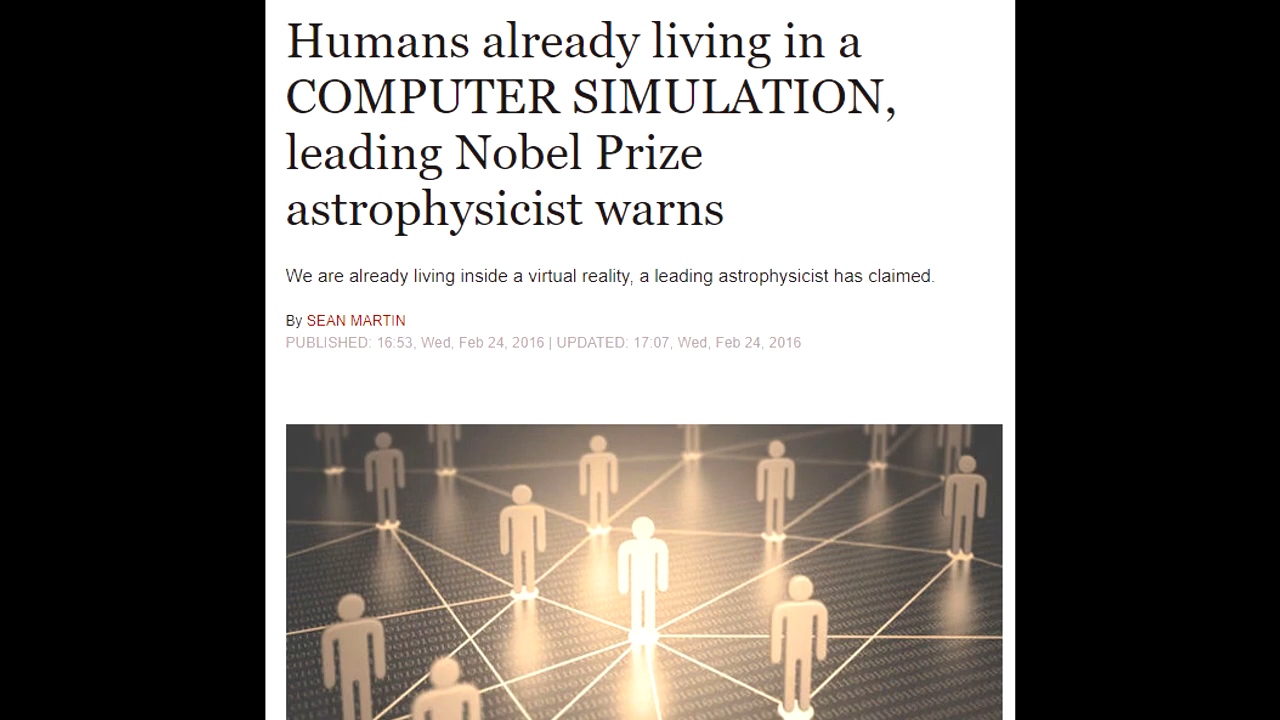 Humans already living in a
COMPUTER SIMULATION,
leading Nobel Prize
astrophysicist warns
We are already living inside a virtual reality, a leading astrophysicist has claimed.
By SEAN MARTIN
PUBLISHED: 16:53, Wed, Feb 24, 2016 | UPDATED: 17:07, Wed, Feb 24, 2016